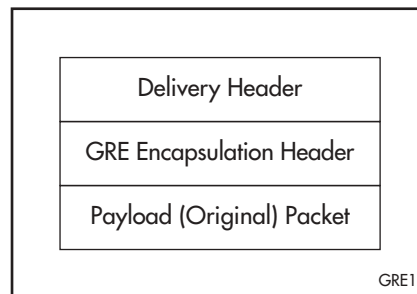 Delivery Header
GRE Encapsulation Header
Payload (Original) Packet
GRE1